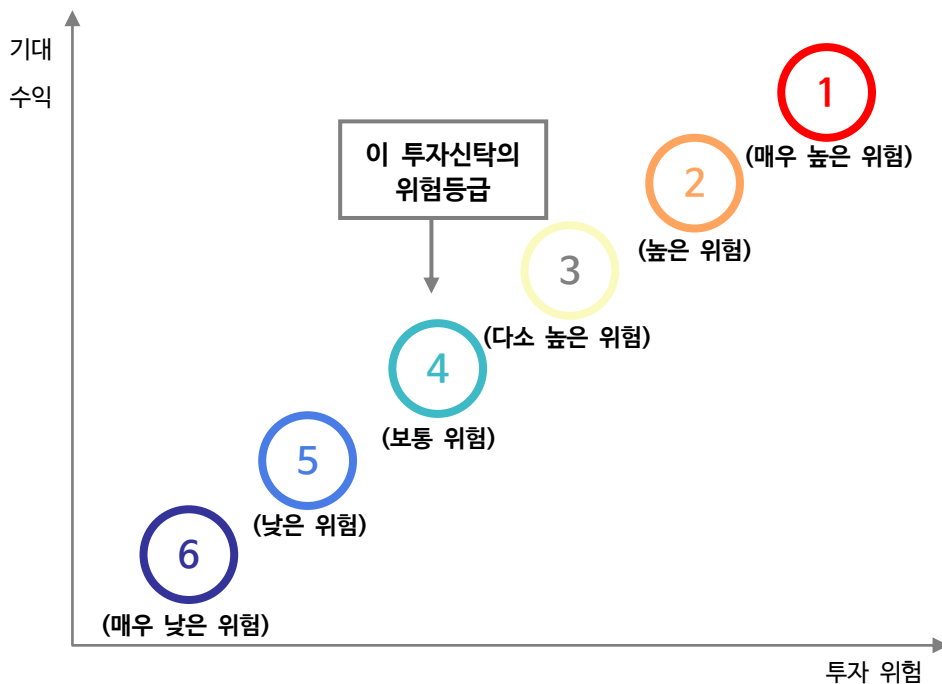 기대
수익
1
(매우 높은 위험)
이 투자신탁의
위험등급
2
(높은 위험)
3
(다소 높은 위험)
4
(보통 위험)
5
(낮은 위험)
6
(매우 낮은 위험)
투자 위험